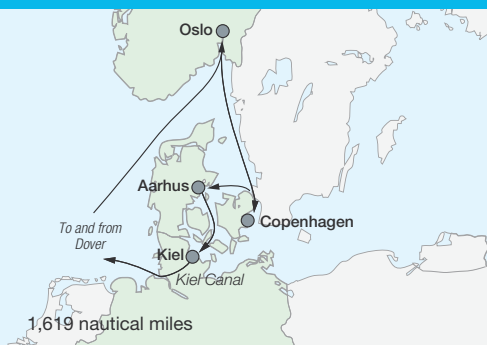 Oslo
Aarhus
Copenhagen
To and from
Dover
Kiel
Kiel Canal
1,619 nautical miles